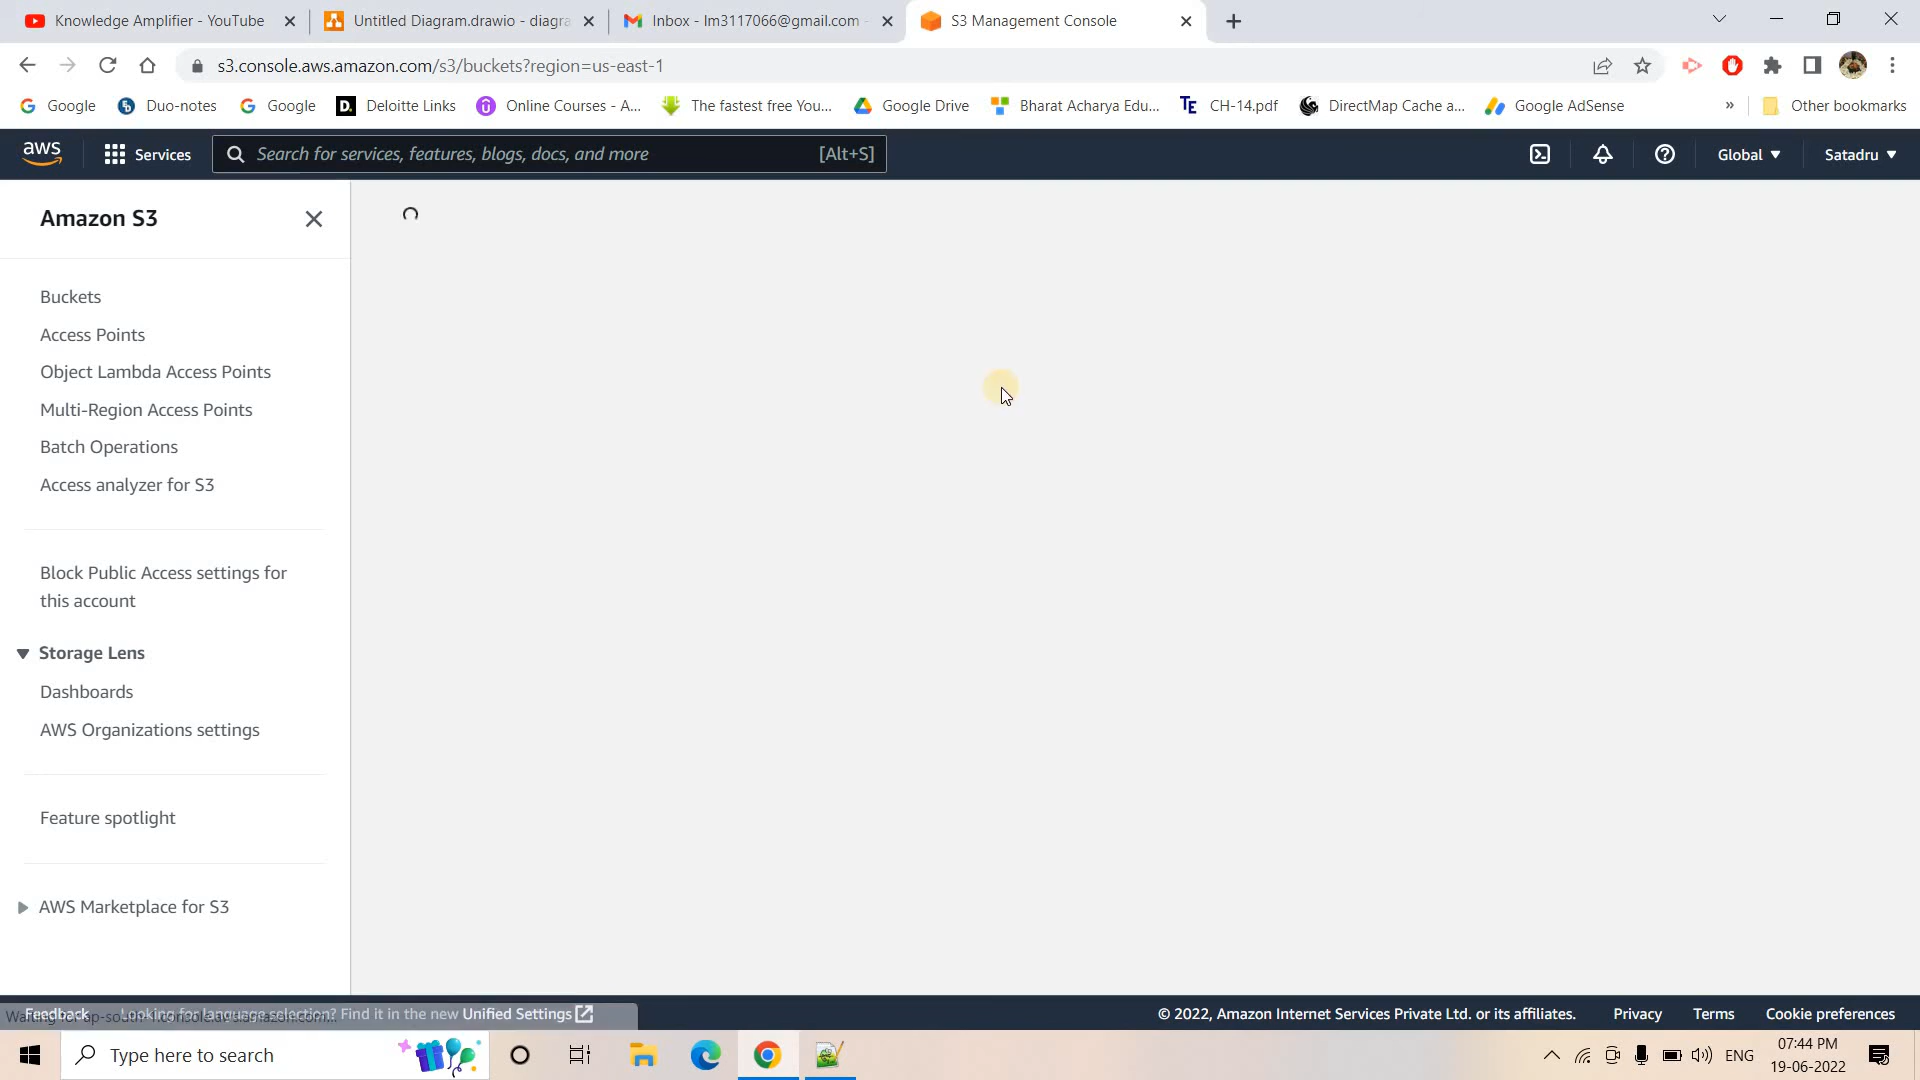 Knowledge Amplifier - YouTube
Untitled Diagram.drawio - diagra
Inbox - lm3117066@gmail.com -
S3 Management Console
s3.console.aws.amazon.com/s3/buckets?region=us-east-1
Google
Duo-notes
Google
D.
Deloitte Links
Online Courses - A...
The fastest free You...
Google Drive
Bharat Acharya Edu...
TE
CH-14.pdf
DirectMap Cache a...
Google AdSense
»
Other bookmarks
aws
Services
Search for services, features, blogs, docs, and more
[Alt+S]
Global
Satadru
Amazon S3
Buckets
Access Points
Object Lambda Access Points
Multi-Region Access Points
Batch Operations
Access analyzer for S3
Block Public Access settings for
this account
Storage Lens
Dashboards
AWS Organizations settings
Feature spotlight
AWS Marketplace for S3
Feedback
Looking for language selection? Find it in the new Unified Settings
© 2022, Amazon Internet Services Private Ltd. or its affiliates.
Privacy
Terms
Cookie preferences
Type here to search
ENG
07:44 PM
19-06-2022